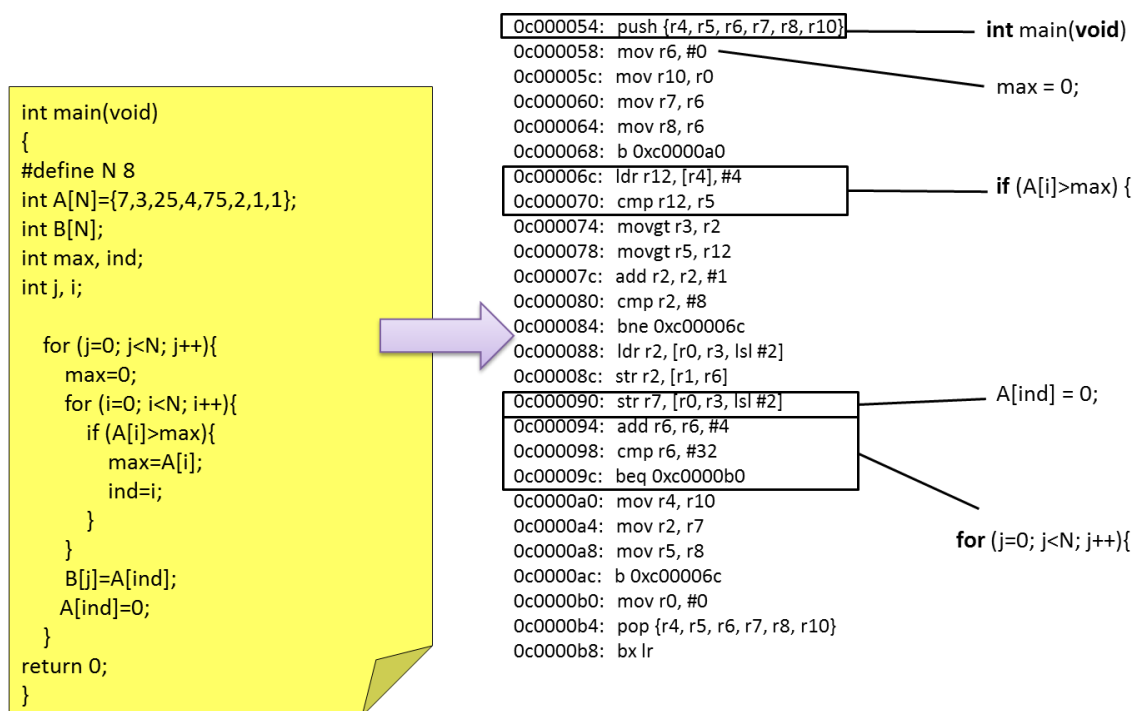 int main(void)
{
#define N 8
int A[N]={7,3,25,4,75,2,1,1};
int B[N];
int max, ind;
int j, i;
for (j=0; j<N; j++){
max=0;
for (i=0; i<N; i++){
if (A[i]>max){
max=A[i];
ind=i;
}
}
B[j]=A[ind];
A[ind]=0;
}
return 0;
}
0c000054: push {r4, r5, r6, r7, r8, r10}
0c000058: mov r6, #0
0c00005c: mov r10, r0
0c000060: mov r7, r6
0c000064: mov r8, r6
0c000068: b 0xc0000a0
0c00006c: ldr r12, [r4], #4
0c000070: cmp r12, r5
0c000074: movgt r3, r2
0c000078: movgt r5, r12
0c00007c: add r2, r2, #1
0c000080: cmp r2, #8
0c000084: bne 0xc00006c
0c000088: ldr r2, [r0, r3, lsl #2]
0c00008c: str r2, [r1, r6]
0c000090: str r7, [r0, r3, lsl #2]
0c000094: add r6, r6, #4
0c000098: cmp r6, #32
0c00009c: beq 0xc0000b0
0c0000a0: mov r4, r10
0c0000a4: mov r2, r7
0c0000a8: mov r5, r8
0c0000ac: b 0xc00006c
0c0000b0: mov r0, #0
0c0000b4: pop {r4, r5, r6, r7, r8, r10}
0c0000b8: bx lr
int main(void)
max = 0;
if (A[i]>max) {
A[ind] = 0;
for (j=0; j<N; j++){